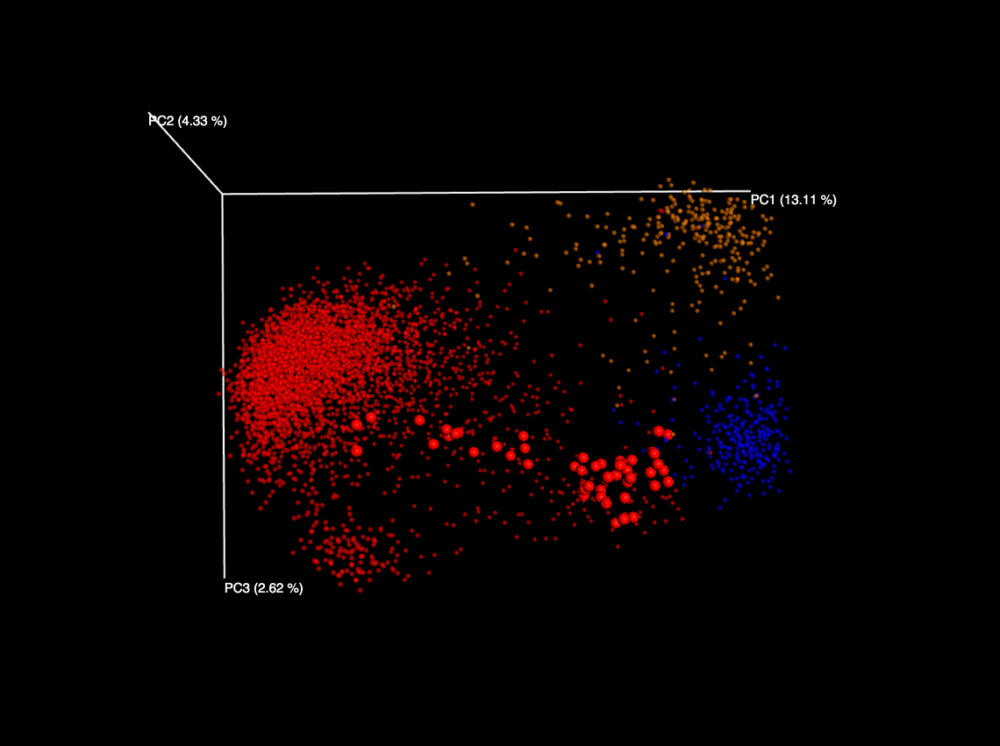 PC2 (4.33 %)
PC1 (13.11 %)
PC3 (2.62 %)